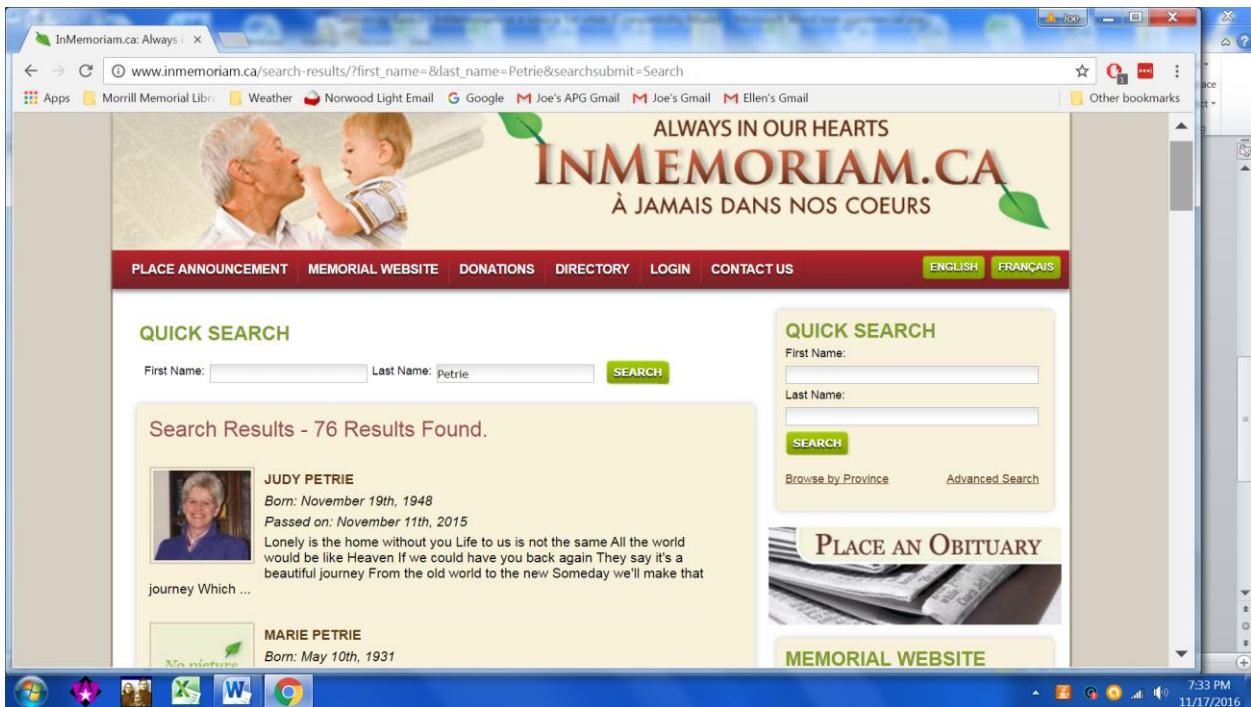 Joe
InMemoriam.ca: Always
www.inmemoriam.ca/search-results/?first_name=&last_name=Petrie&searchsubmit=Search
1
Apps Morrill Memorial Libr Weather Norwood Light Email Google Joe's APG Gmail Joe's Gmail Ellen's Gmail Other bookmarks
ALWAYS IN OUR HEARTS
INMEMORIAM.CA
À JAMAIS DANS NOS COEURS
PLACE ANNOUNCEMENT MEMORIAL WEBSITE DONATIONS DIRECTORY LOGIN CONTACT US ENGLISH FRANÇAIS
QUICK SEARCH
First Name: Last Name: Petrie SEARCH
Search Results - 76 Results Found.
JUDY PETRIE
Born: November 19th, 1948
Passed on: November 11th, 2015
Lonely is the home without you Life to us is not the same All the world
would be like Heaven If we could have you back again They say it's a
beautiful journey From the old world to the new Someday we'll make that
journey Which ...
MARIE PETRIE
Born: May 10th, 1931
No picture
QUICK SEARCH
First Name:
Last Name:
SEARCH
Browse by Province Advanced Search
PLACE AN OBITUARY
MEMORIAL WEBSITE
7:33 PM
11/17/2016